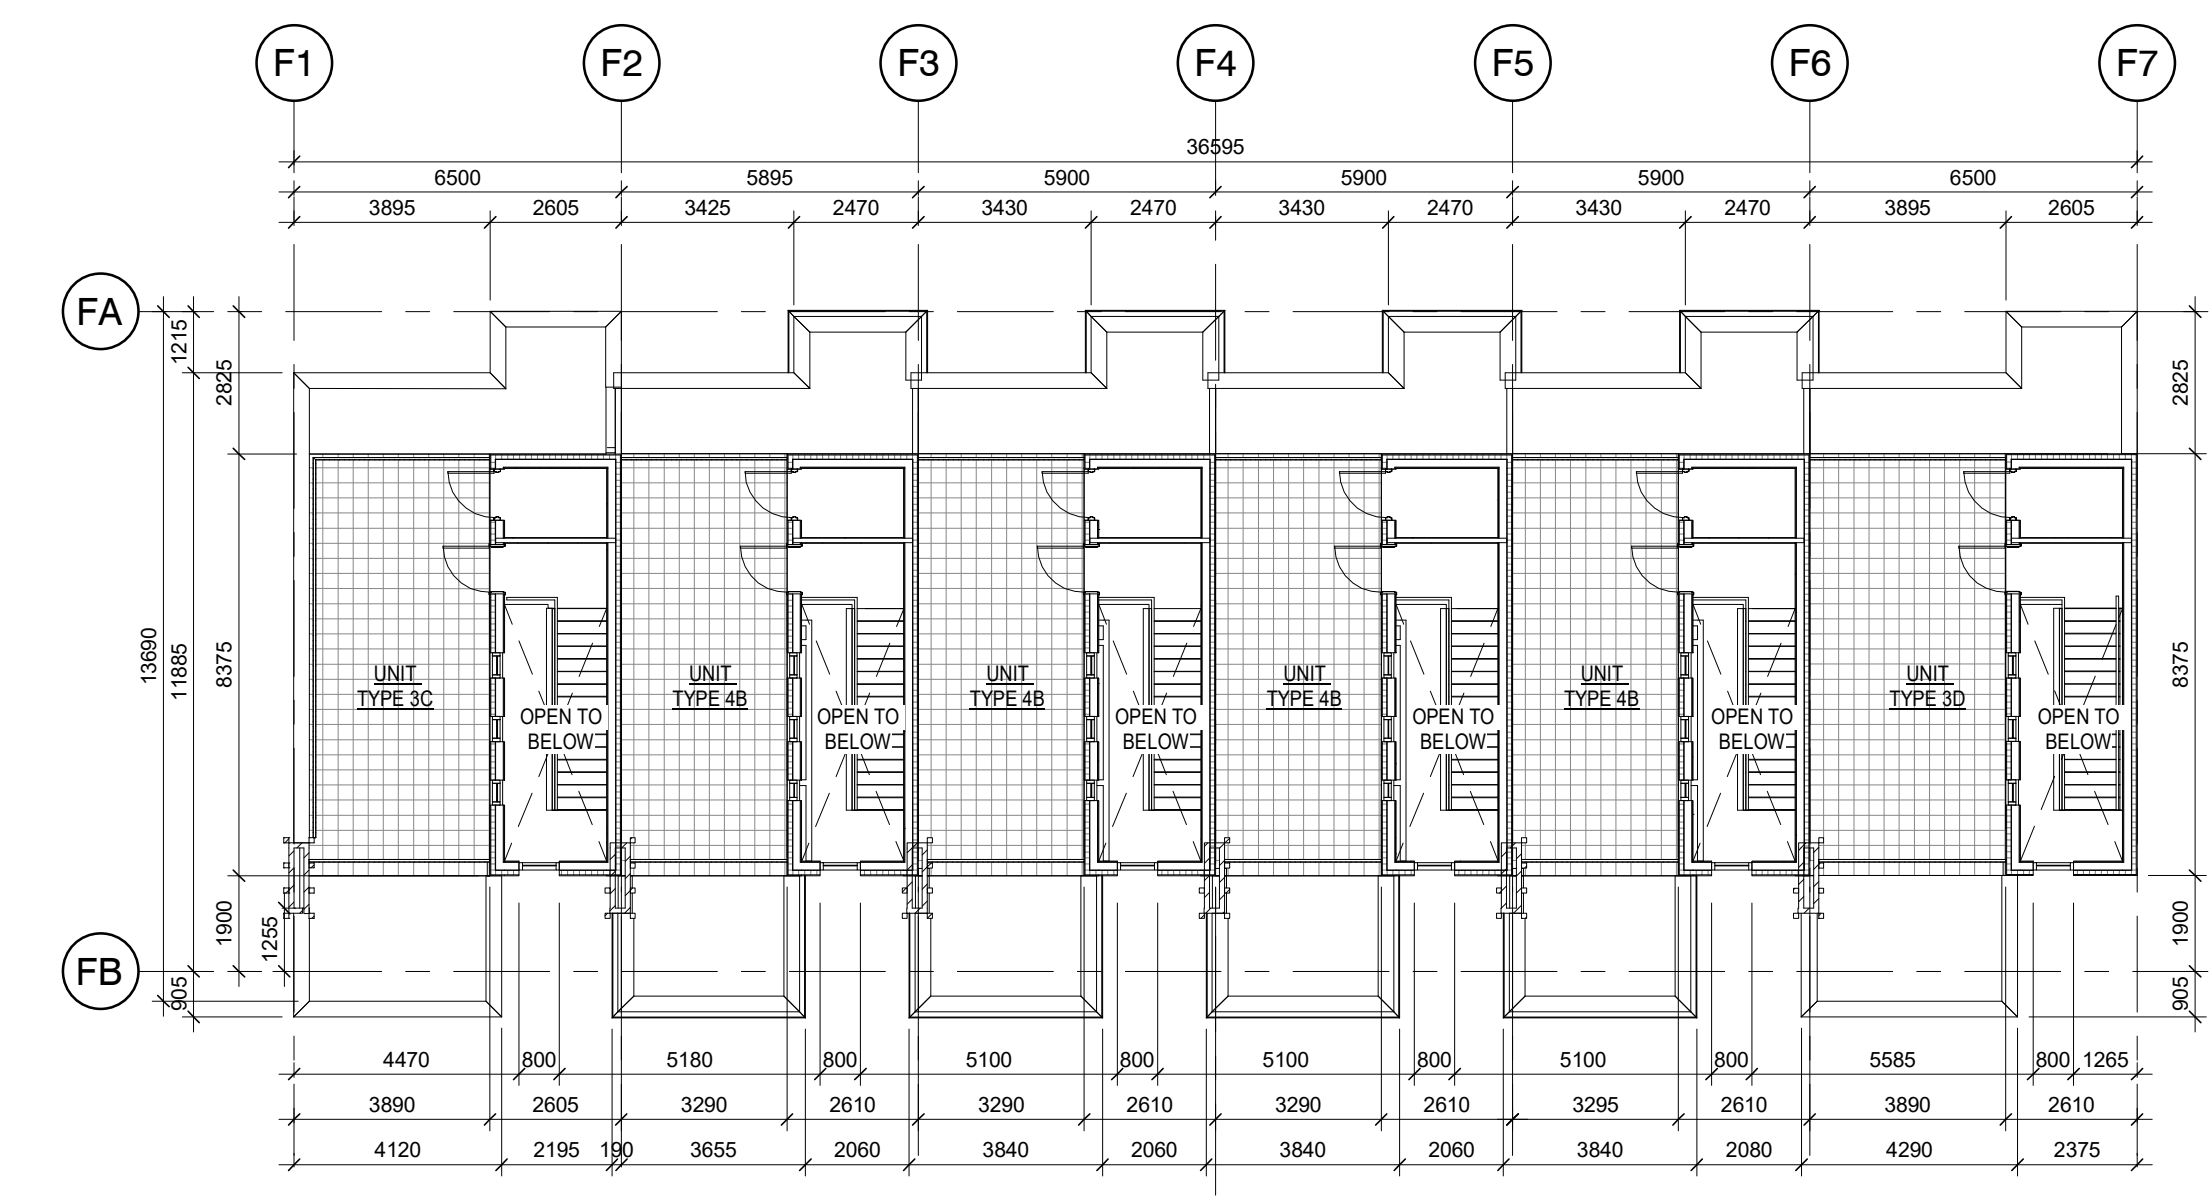 F1 F2 F3 F4 F5 F6 F7
36595
6500 5895 5900 5900 5900 6500
3895 2605 3425 2470 3430 2470 3430 2470 3430 2470 3895 2605
FA
1215
2825
2825
13690
11885
8375
8375
UNIT UNIT UNIT UNIT UNIT UNIT
TYPE 3C TYPE 4B TYPE 4B TYPE 4B TYPE 4B TYPE 3D
OPEN TO OPEN TO OPEN TO OPEN TO OPEN TO OPEN TO
BELOW BELOW BELOW BELOW BELOW BELOW
1900
1255
1900
FB
905
905
4470 800 5180 800 5100 800 5100 800 5100 800 5585 800 1265
3890 2605 3290 2610 3290 2610 3290 2610 3295 2610 3890 2610
4120 2195 190 3655 2060 3840 2060 3840 2060 3840 2080 4290 2375